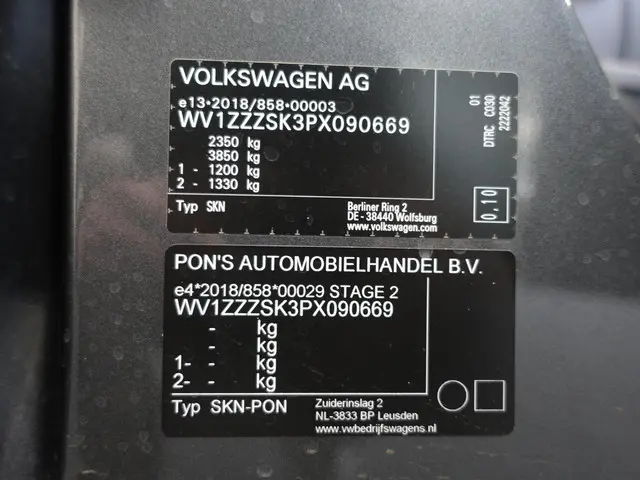 VOLKSWAGEN AG
e13*2018/858*00003
WV1ZZZSK3PX090669
2350 kg
3850 kg
1 - 1200 kg
2 - 1330 kg
Typ SKN
Berliner Ring 2
DE - 38440 Wolfsburg
www.volkswagen.com
01
DTRC C030
2222042
0.10
PON'S AUTOMOBIELHANDEL B.V.
e4*2018/858*00029 STAGE 2
WV1ZZZSK3PX090669
- kg
- kg
1- - kg
2- - kg
Typ SKN-PON
Zuiderinslag 2
NL-3833 BP Leusden
www.vwbedrijfswagens.nl